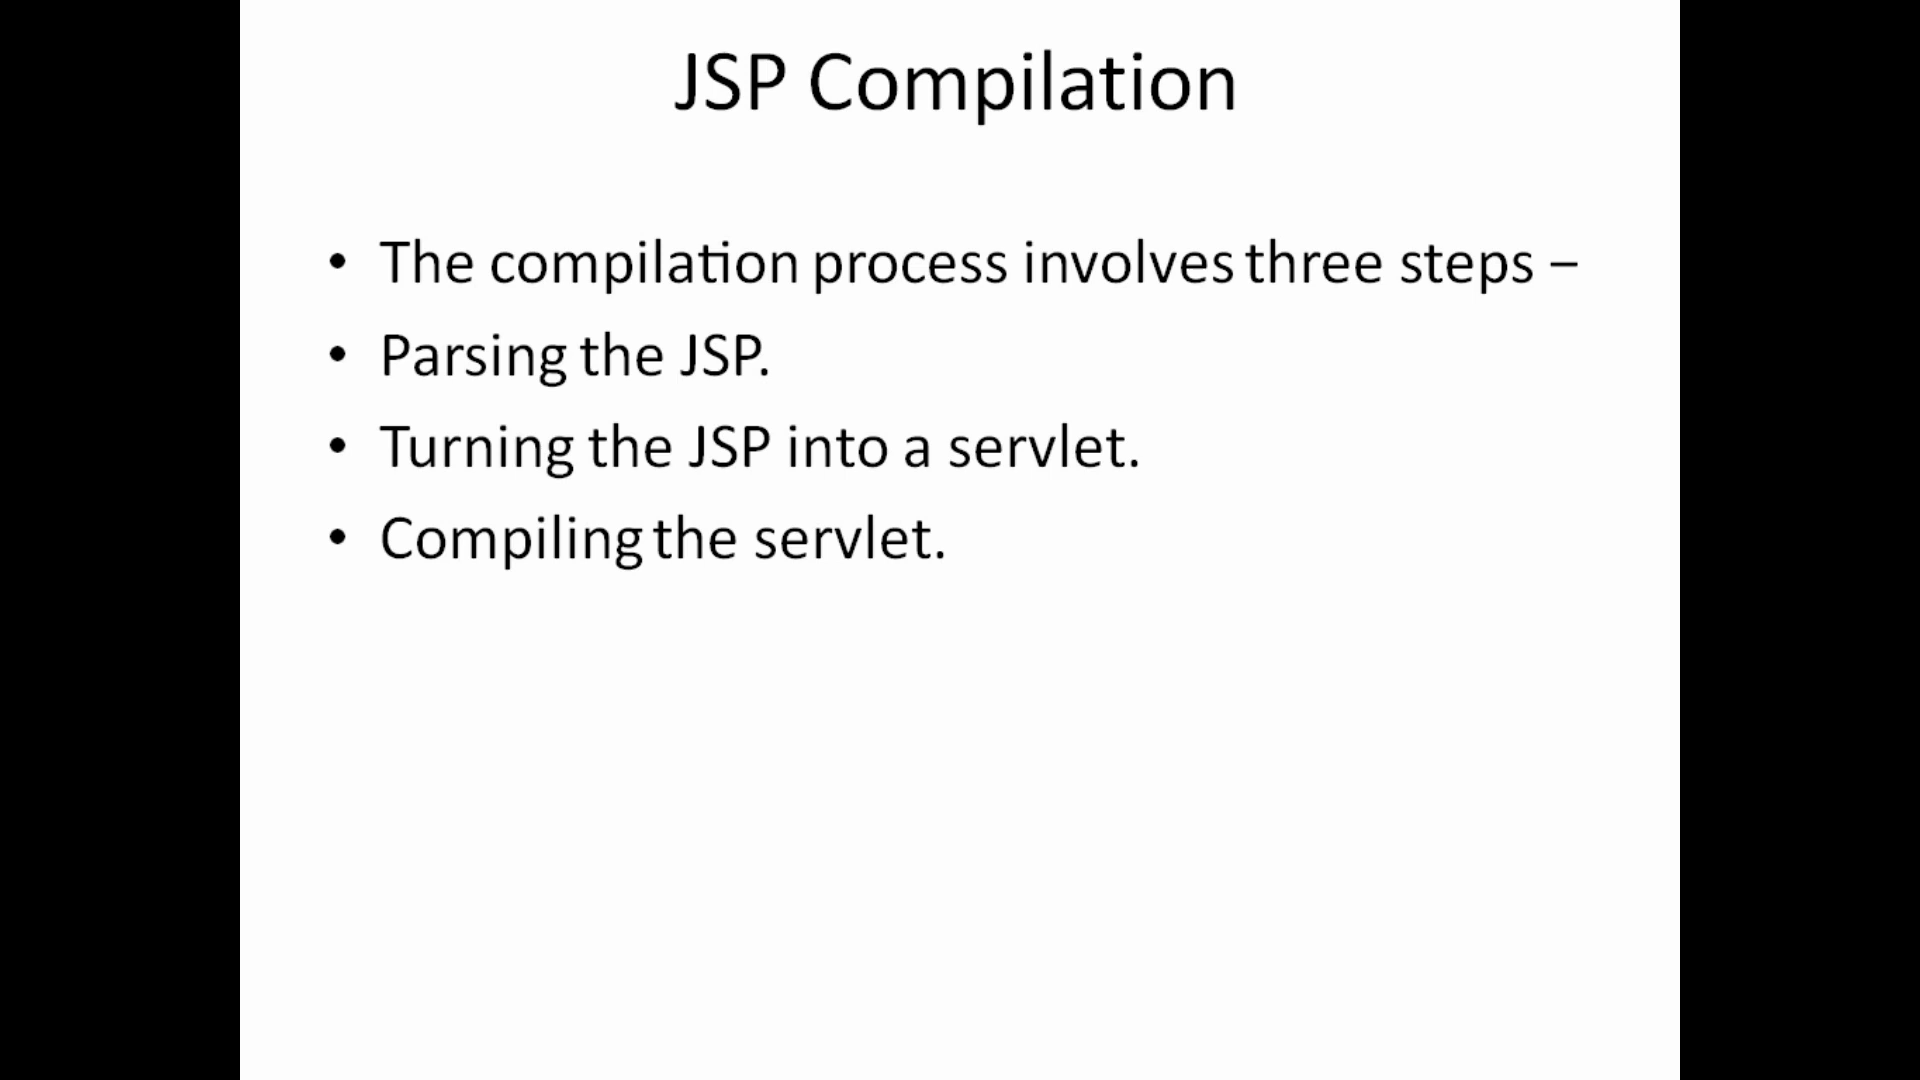 JSP Compilation
• The compilation process involves three steps –
• Parsing the JSP.
• Turning the JSP into a servlet.
• Compiling the servlet.